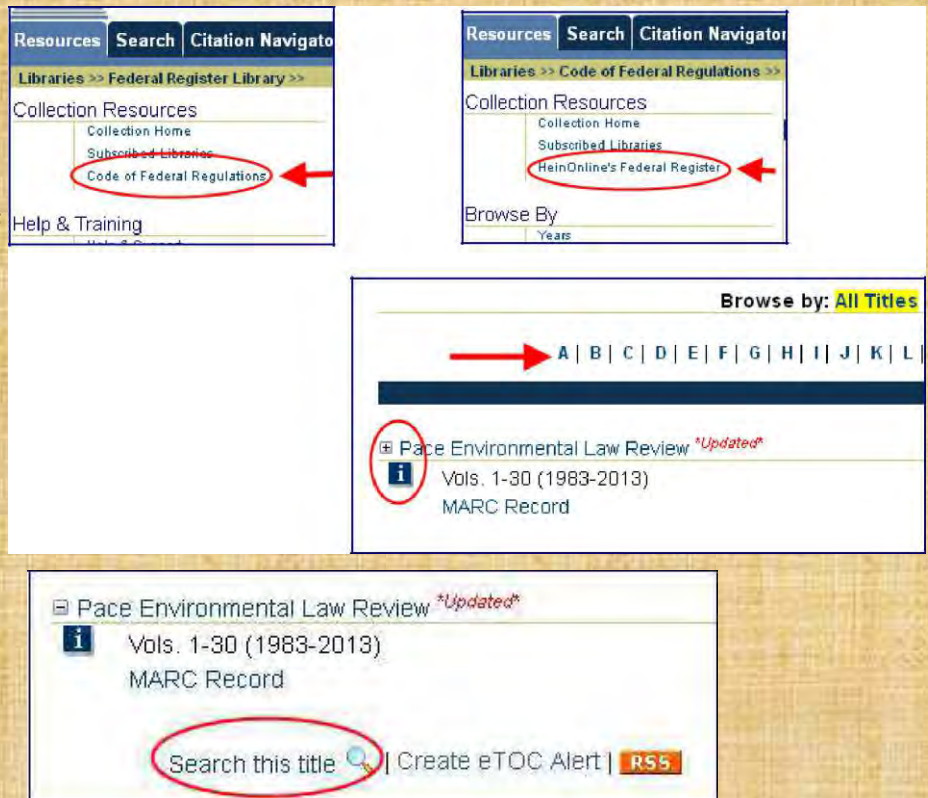 Resources Search Citation Navigato
Libraries >> Federal Register Library >>
Collection Resources
Collection Home
Subscribed Libraries
Code of Federal Regulations
Help & Training
Help & Support
Resources Search Citation Navigator
Libraries >> Code of Federal Regulations >>
Collection Resources
Collection Home
Subscribed Libraries
HeinOnline's Federal Register
Browse By
Years
Browse by: All Titles
A | B | C | D | E | F | G | H | I | J | K | L |
Pace Environmental Law Review *Updated*
i Vols. 1-30 (1983-2013)
MARC Record
Pace Environmental Law Review *Updated*
i Vols. 1-30 (1983-2013)
MARC Record
Search this title | Create eTOC Alert | RSS